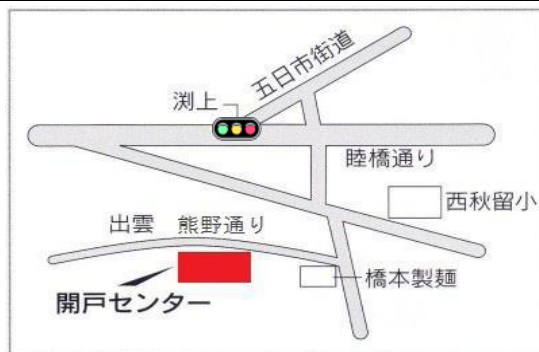 五日市街道
渕上
睦橋通り
西秋留小
出雲 熊野通り
橋本製麺
開戸センター